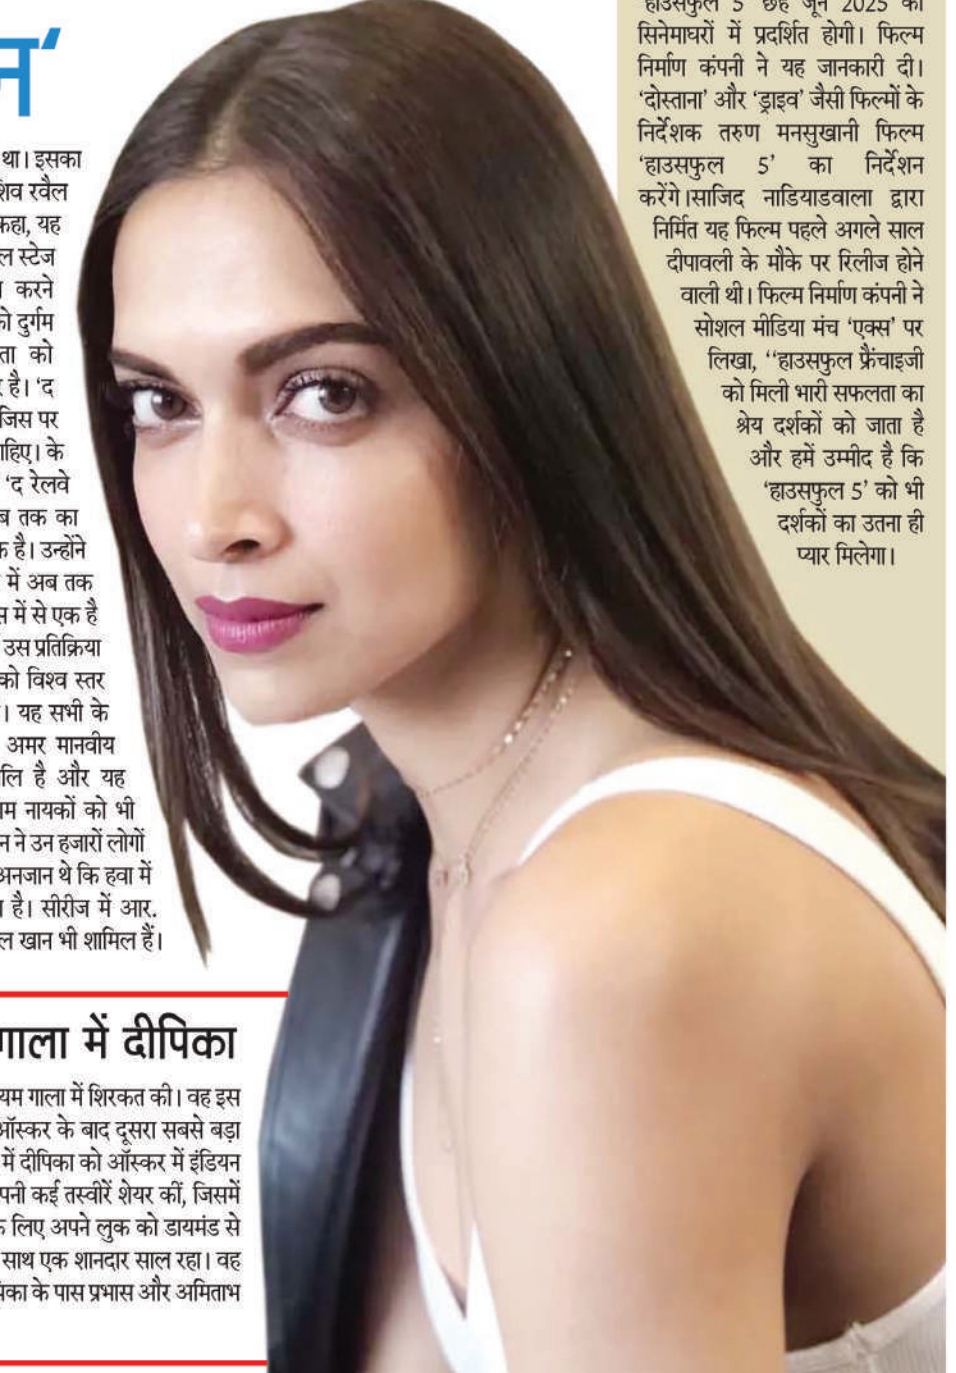 था। इसका
शिव रवैल
कहा, यह
ल स्टेज
करने
को दुर्गम
ता को
है। ‘द
जिस पर
ाहिए। के
‘द रेलवे
ब तक का
क है। उन्होंने
में अब तक
स में से एक है
उस प्रतिक्रिया
को विश्व स्तर
। यह सभी के
अमर मानवीय
लि है और यह
म नायकों को भी
न ने उन हजारों लोगों
अनजान थे कि हवा में
है। सीरीज में आर.
ल खान भी शामिल हैं।
गाला में दीपिका
यम गाला में शिरकत की। वह इस
ऑस्कर के बाद दूसरा सबसे बड़ा
में दीपिका को ऑस्कर में इंडियन
पनी कई तस्वीरें शेयर कीं, जिसमें
के लिए अपने लुक को डायमंड से
साथ एक शानदार साल रहा। वह
पिका के पास प्रभास और अमिताभ
हाउसफुल 5’ छह जून 2025 को
सिनेमाघरों में प्रदर्शित होगी। फिल्म
निर्माण कंपनी ने यह जानकारी दी।
‘दोस्ताना’ और ‘ड्राइव’ जैसी फिल्मों के
निर्देशक तरुण मनसुखानी फिल्म
‘हाउसफुल 5’ का निर्देशन
करेंगे।साजिद नाडियाडवाला द्वारा
निर्मित यह फिल्म पहले अगले साल
दीपावली के मौके पर रिलीज होने
वाली थी। फिल्म निर्माण कंपनी ने
सोशल मीडिया मंच ‘एक्स’ पर
लिखा, ‘‘हाउसफुल फ्रैंचाइजी
को मिली भारी सफलता का
श्रेय दर्शकों को जाता है
और हमें उम्मीद है कि
‘हाउसफुल 5’ को भी
दर्शकों का उतना ही
प्यार मिलेगा।